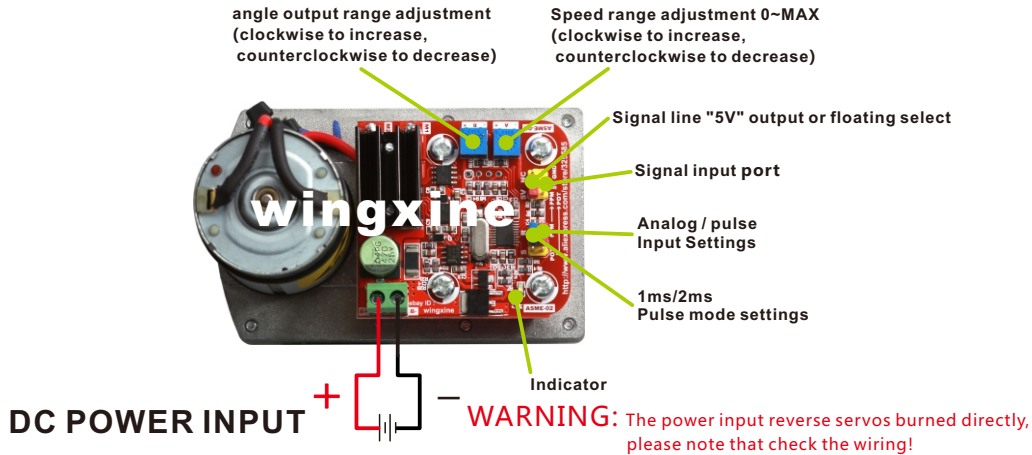 angle output range adjustment
(clockwise to increase,
counterclockwise to decrease)
Speed range adjustment 0~MAX
(clockwise to increase,
counterclockwise to decrease)
Signal line "5V" output or floating select
Signal input port
Analog / pulse
Input Settings
1ms/2ms
Pulse mode settings
wingxine
ebay ID
wingxine
ASME-02
Indicator
+
−
DC POWER INPUT
WARNING: The power input reverse servos burned directly,
please note that check the wiring!